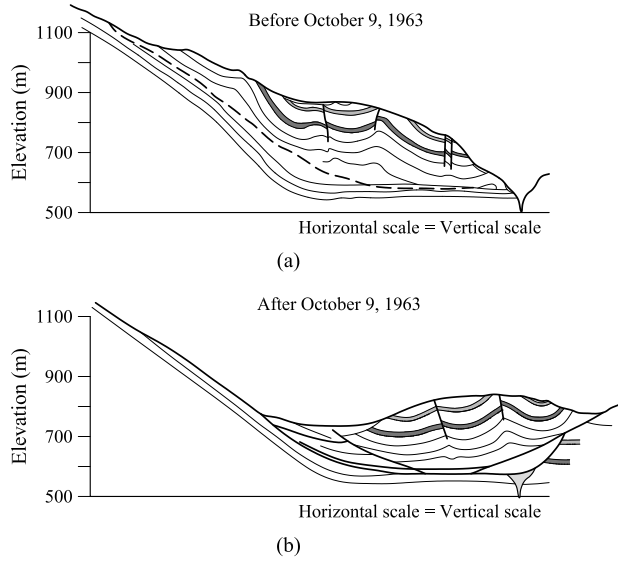 Before October 9, 1963
1100
900
700
500
Elevation (m)
Horizontal scale = Vertical scale
(a)
After October 9, 1963
1100
900
700
500
Elevation (m)
Horizontal scale = Vertical scale
(b)